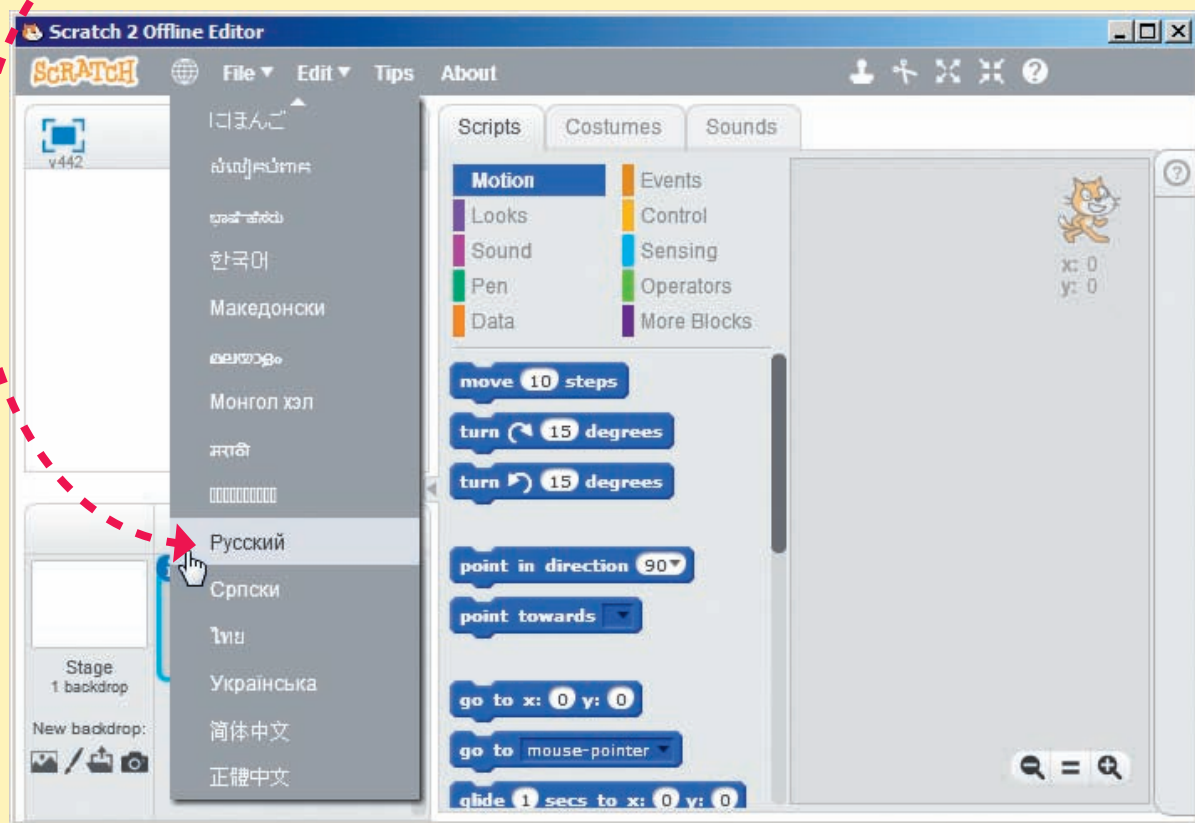 Scratch 2 Offline Editor
SCRATCH File Edit Tips About
v442
にほんご
한국어
Македонски
മലയാളം
Монгол хэл
मराठी
Русский
Српски
ไทย
Українська
简体中文
正體中文
Stage
1 backdrop
New backdrop:
Scripts Costumes Sounds
Motion Events
Looks Control
Sound Sensing
Pen Operators
Data More Blocks
move 10 steps
turn 15 degrees
turn 15 degrees
point in direction 90
point towards
go to x: 0 y: 0
go to mouse-pointer
glide 1 secs to x: 0 y: 0
x: 0
y: 0